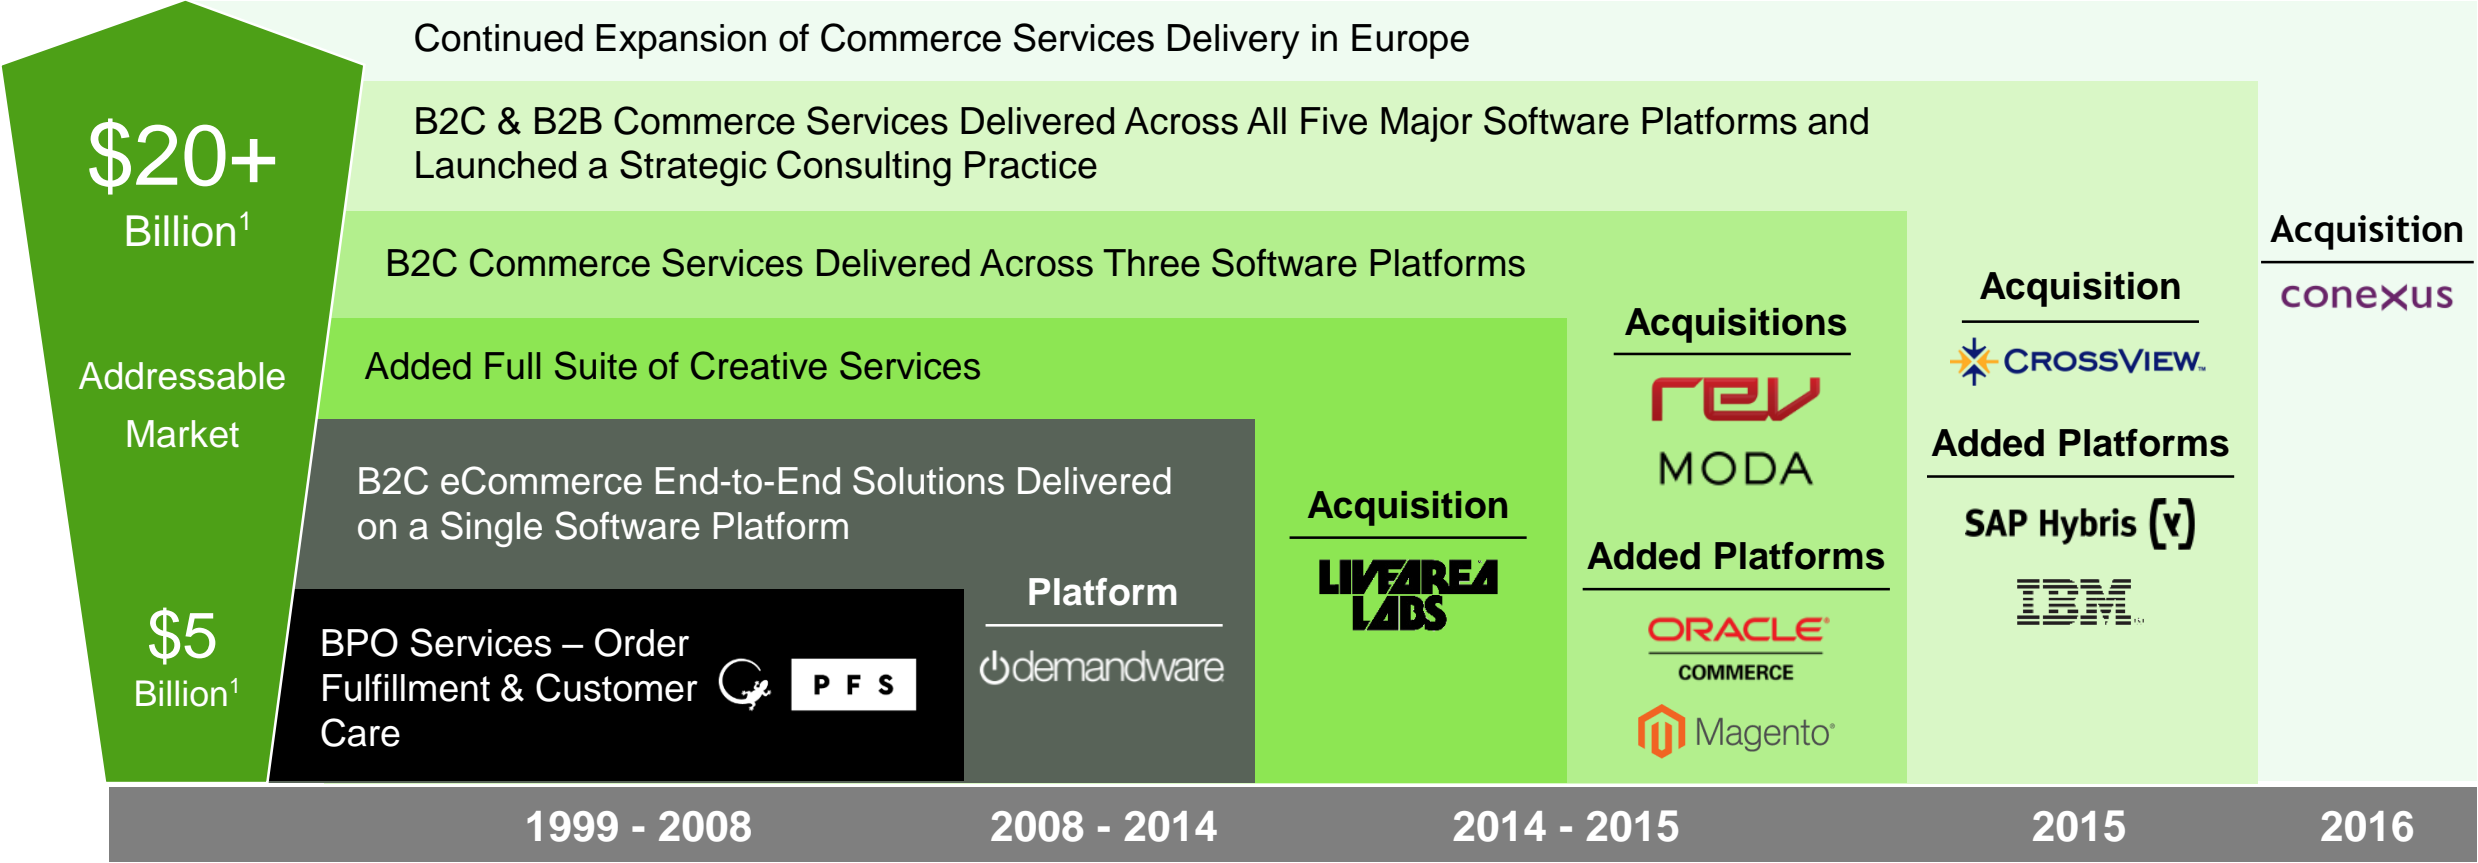 Continued Expansion of Commerce Services Delivery in Europe
B2C & B2B Commerce Services Delivered Across All Five Major Software Platforms and
Launched a Strategic Consulting Practice
$20+
Billion¹
Addressable
Market
$5
Billion¹
B2C Commerce Services Delivered Across Three Software Platforms
Added Full Suite of Creative Services
B2C eCommerce End-to-End Solutions Delivered
on a Single Software Platform
BPO Services – Order
Fulfillment & Customer
Care
PFS
Platform
demandware
Acquisition
LIVEAREA
LABS
Acquisitions
rev
MODA
Added Platforms
ORACLE®
COMMERCE
Magento®
Acquisition
CROSSVIEW™
Added Platforms
SAP Hybris (y)
IBM
Acquisition
conexus
1999 - 2008
2008 - 2014
2014 - 2015
2015
2016